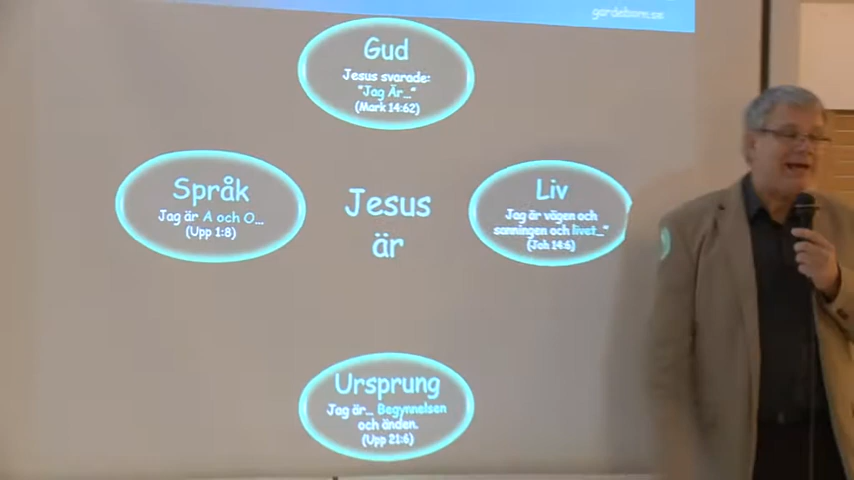 gardeborn.se
Gud
Jesus svarade:
"Jag Är..."
(Mark 14:62)
Språk
Jag är A och O...
(Upp 1:8)
Jesus
är
Liv
Jag är vägen och
sanningen och livet..."
(Joh 14:6)
Ursprung
Jag är... Begynnelsen
och änden.
(Upp 21:6)